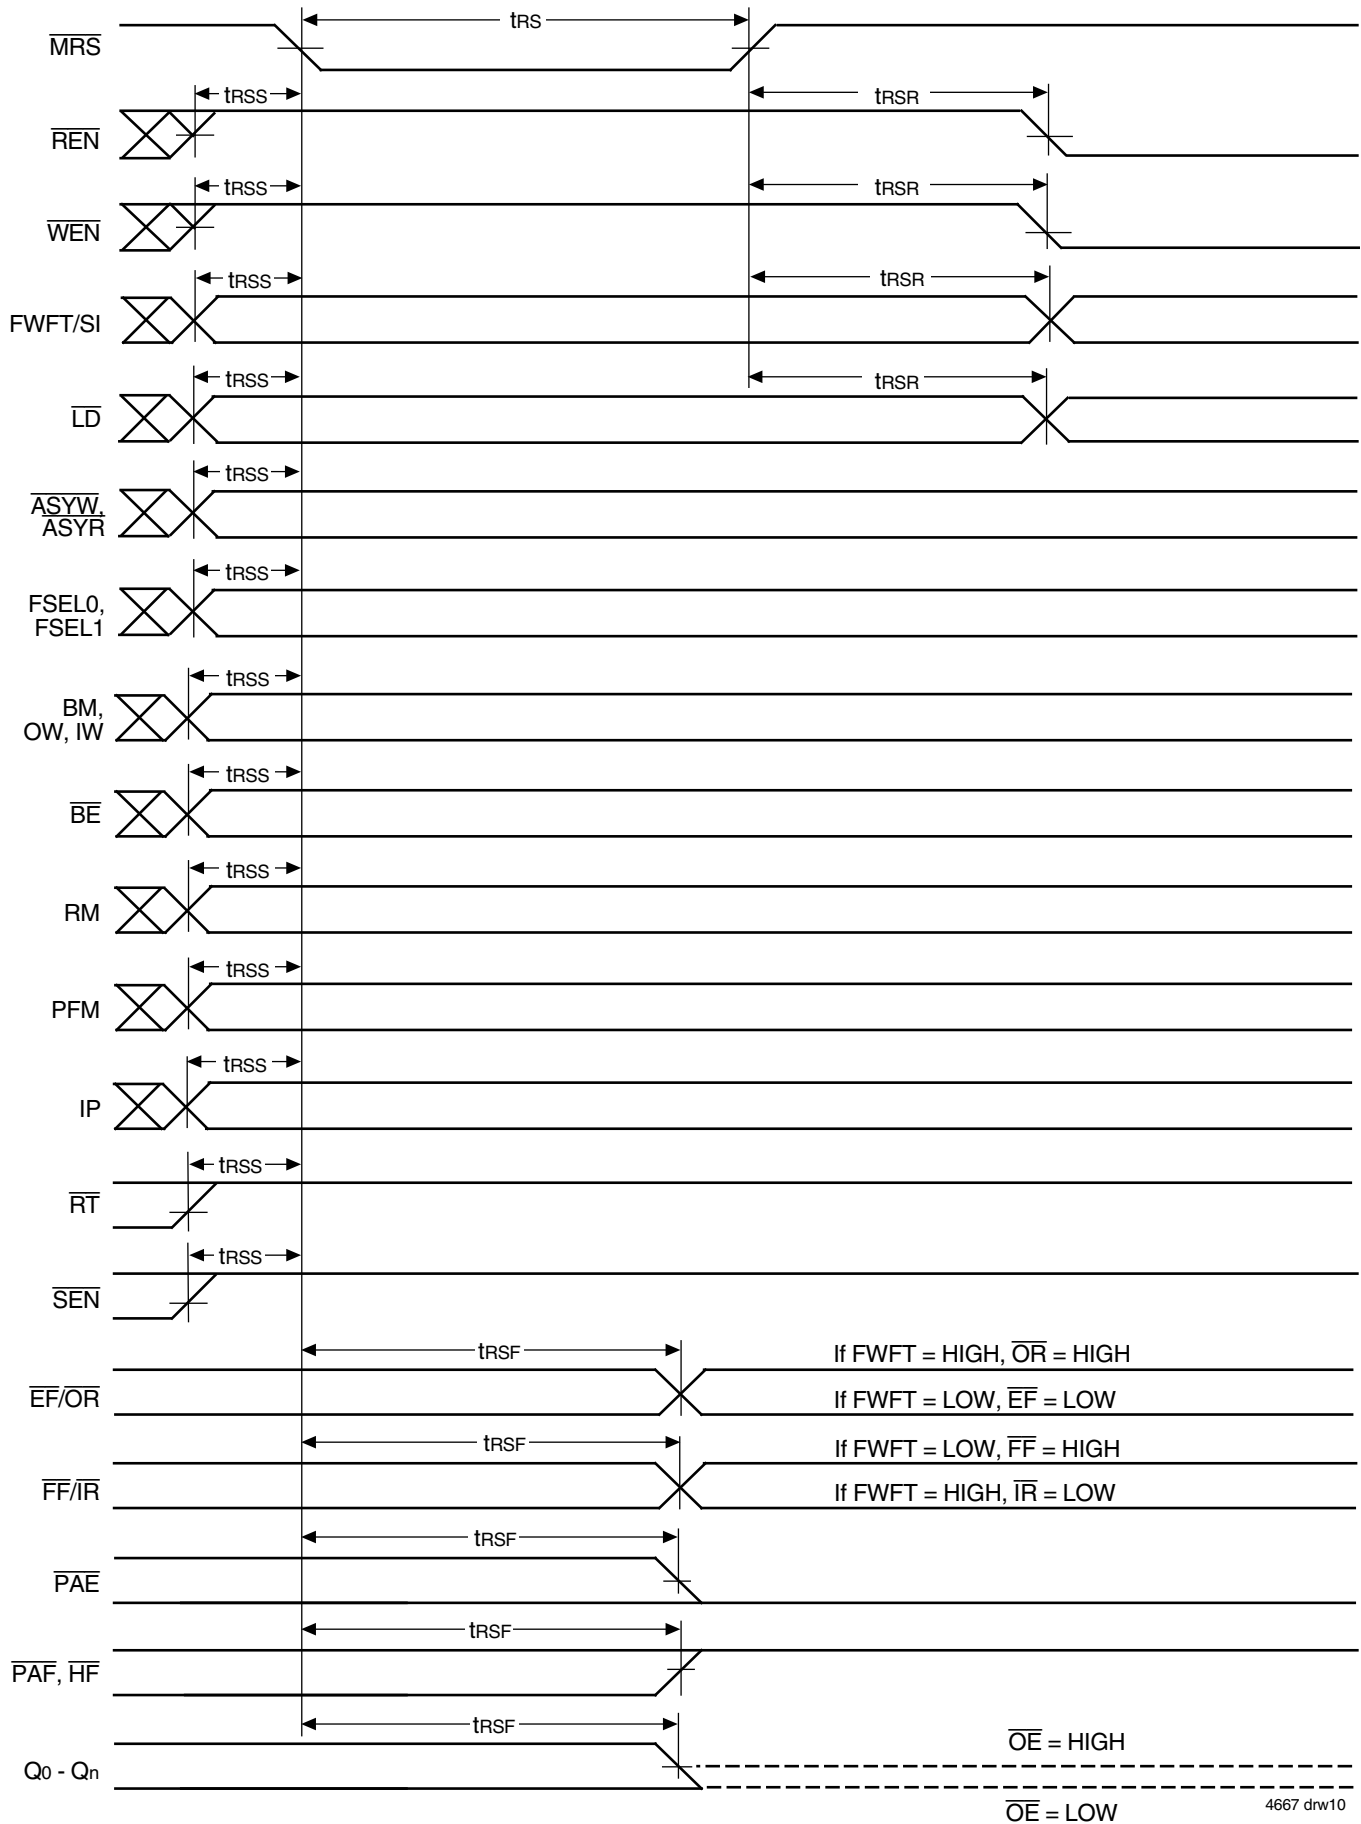 tRS
MRS
tRSS
tRSR
REN
tRSS
tRSR
WEN
tRSS
tRSR
FWFT/SI
tRSS
tRSR
LD
tRSS
ASYW,
ASYR
tRSS
FSEL0,
FSEL1
tRSS
BM,
OW, IW
tRSS
BE
tRSS
RM
tRSS
PFM
tRSS
IP
tRSS
RT
tRSS
SEN
tRSF
If FWFT = HIGH, OR = HIGH
EF/OR
If FWFT = LOW, EF = LOW
tRSF
If FWFT = LOW, FF = HIGH
FF/IR
If FWFT = HIGH, IR = LOW
tRSF
PAE
tRSF
PAF, HF
tRSF
OE = HIGH
Q0 - Qn
OE = LOW
4667 drw10